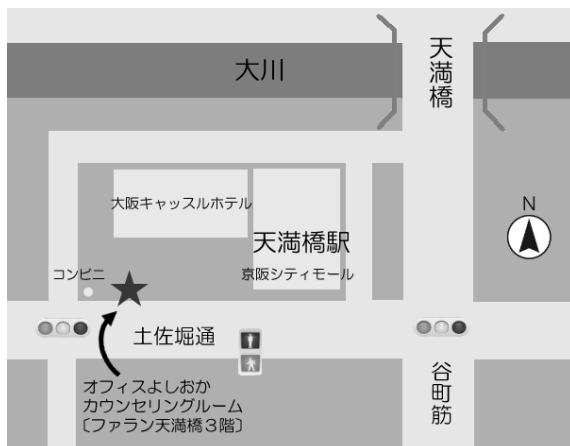 大川
天満橋
大阪キャッスルホテル
天満橋駅
京阪シティモール
N
コンビニ
土佐堀通
谷町筋
オフィスよしおか
カウンセリングルーム
〔ファラン天満橋3階〕